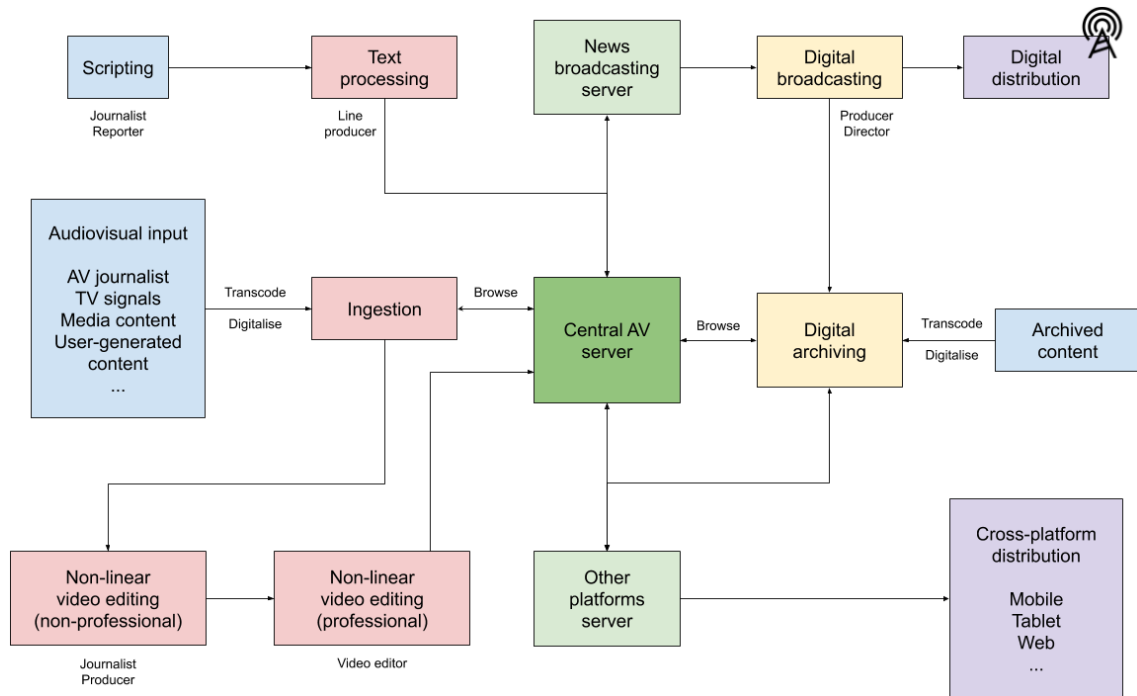 Scripting
Text
processing
News
broadcasting
server
Digital
broadcasting
Digital
distribution
Journalist
Reporter
Line
producer
Producer
Director
Audiovisual input
AV journalist
TV signals
Media content
User-generated
content
...
Transcode
Digitalise
Ingestion
Browse
Central AV
server
Browse
Digital
archiving
Transcode
Digitalise
Archived
content
Non-linear
video editing
(non-professional)
Journalist
Producer
Non-linear
video editing
(professional)
Video editor
Other
platforms
server
Cross-platform
distribution
Mobile
Tablet
Web
...